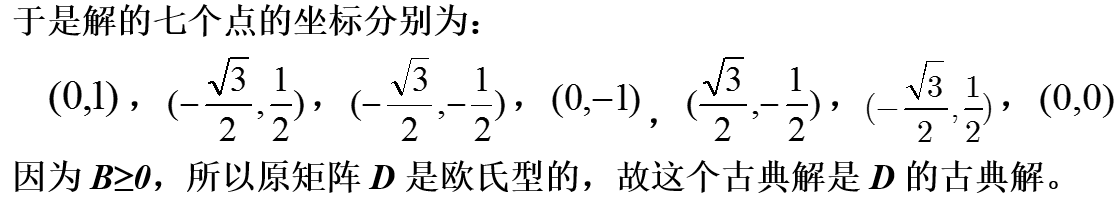 于是解的七个点的坐标分别为：
(0,1)，(-√3/2,1/2)，(-√3/2,-1/2)，(0,-1)，(√3/2,-1/2)，(-√3/2,1/2)，(0,0)
因为 B≥0，所以原矩阵 D 是欧氏型的，故这个古典解是 D 的古典解。